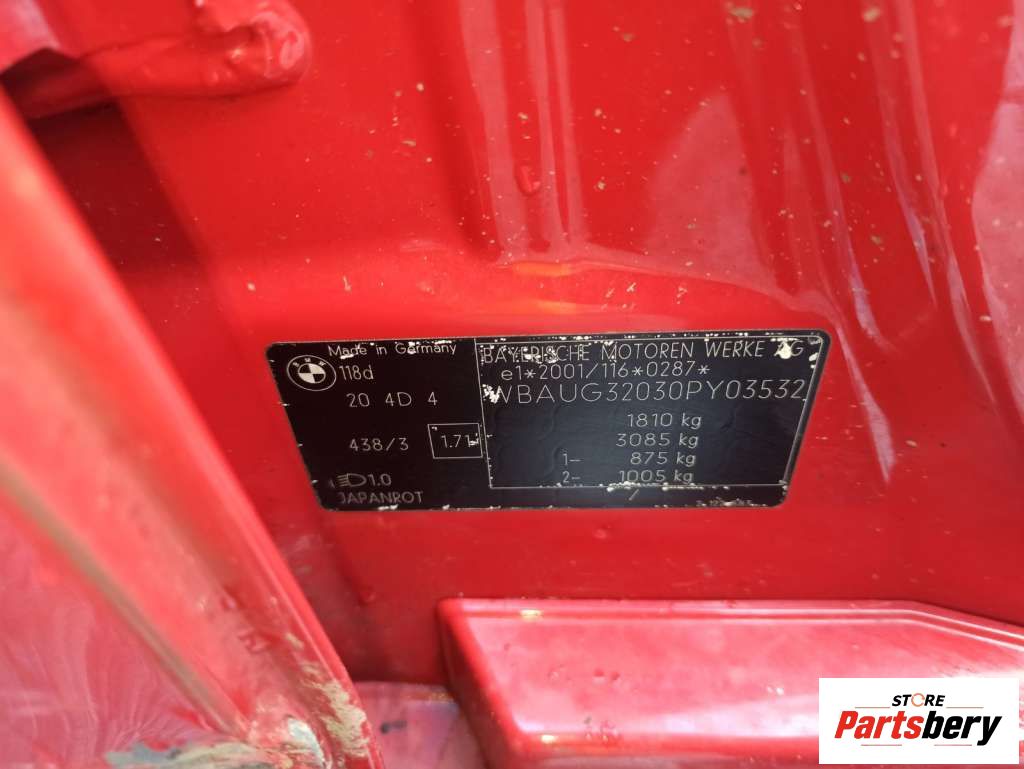 Made in Germany
118d
20 4D 4
438/3
1.71
1.0
JAPANROT
BAYERISCHE MOTOREN WERKE AG
e1*2001/116*0287*
WBAUG32030PY03532
1810 kg
3085 kg
1- 875 kg
2- 1005 kg
STORE
Partsbery